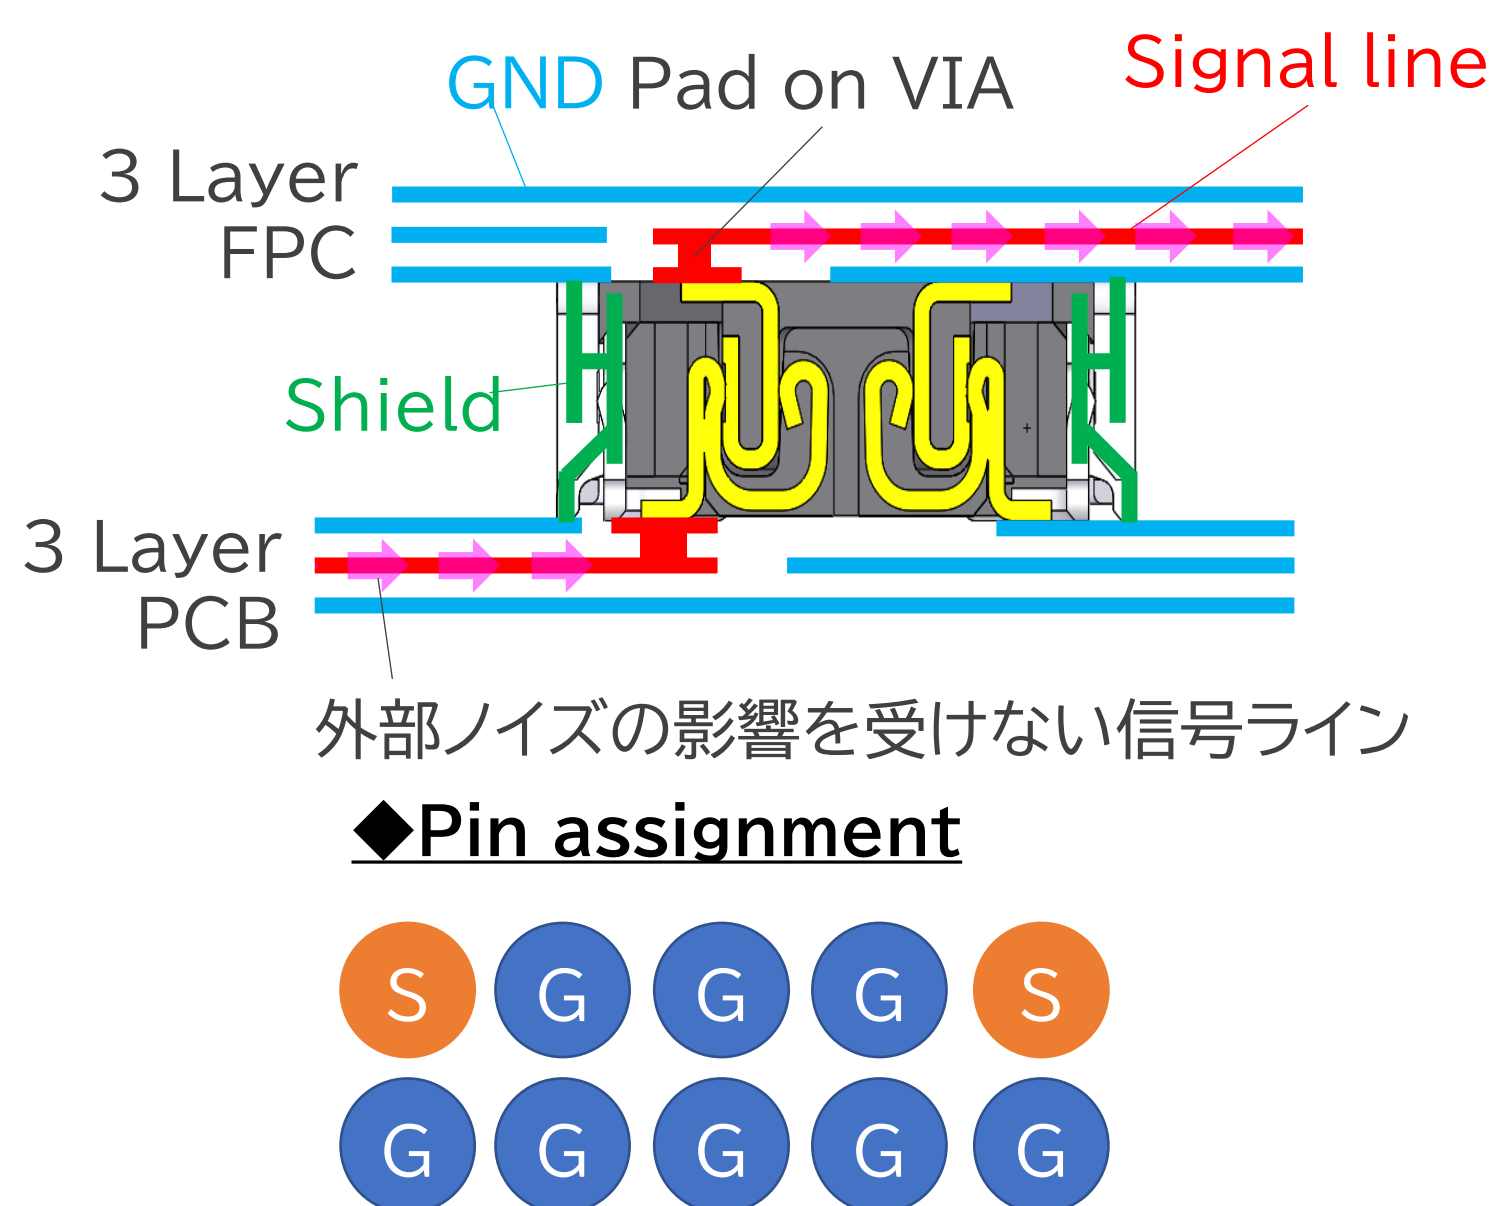 Signal line
GND Pad on VIA
3 Layer
FPC
Shield
3 Layer
PCB
外部ノイズの影響を受けない信号ライン
◆Pin assignment
S G G G S
G G G G G